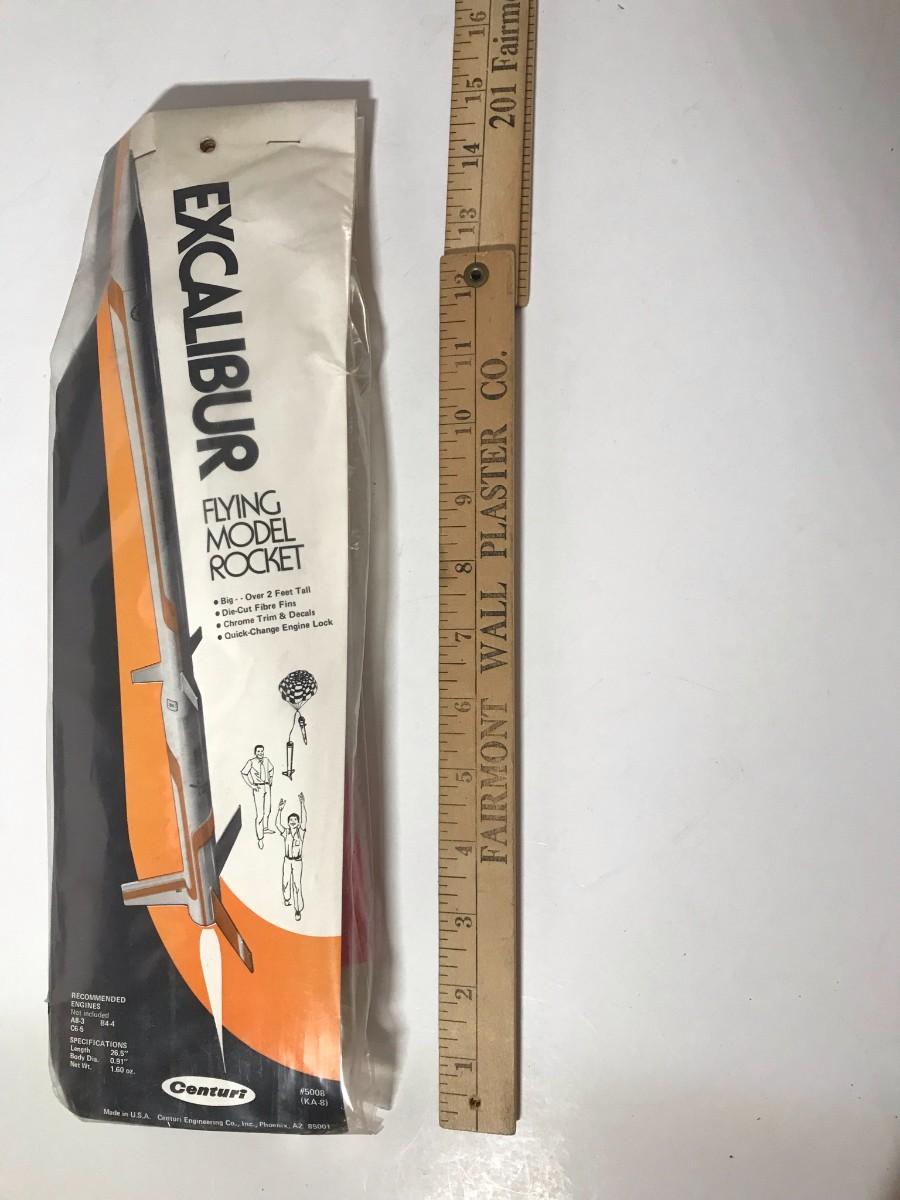 EXCALIBUR
FLYING
MODEL
ROCKET
• Big - - Over 2 Feet Tall
• Die-Cut Fibre Fins
• Chrome Trim & Decals
• Quick-Change Engine Lock
RECOMMENDED
ENGINES
Not included
A8-3 B4-4
C6-5
SPECIFICATIONS
Length 26.5"
Body Dia. 0.91"
Net Wt. 1.60 oz.
Centuri
#5008
(KA-8)
Made in U.S.A. Centuri Engineering Co., Inc., Phoenix, AZ 85001
16
15
14
13
12
11
10
9
8
7
6
5
4
3
2
1
201 Fairm
FAIRMONT WALL PLASTER CO.